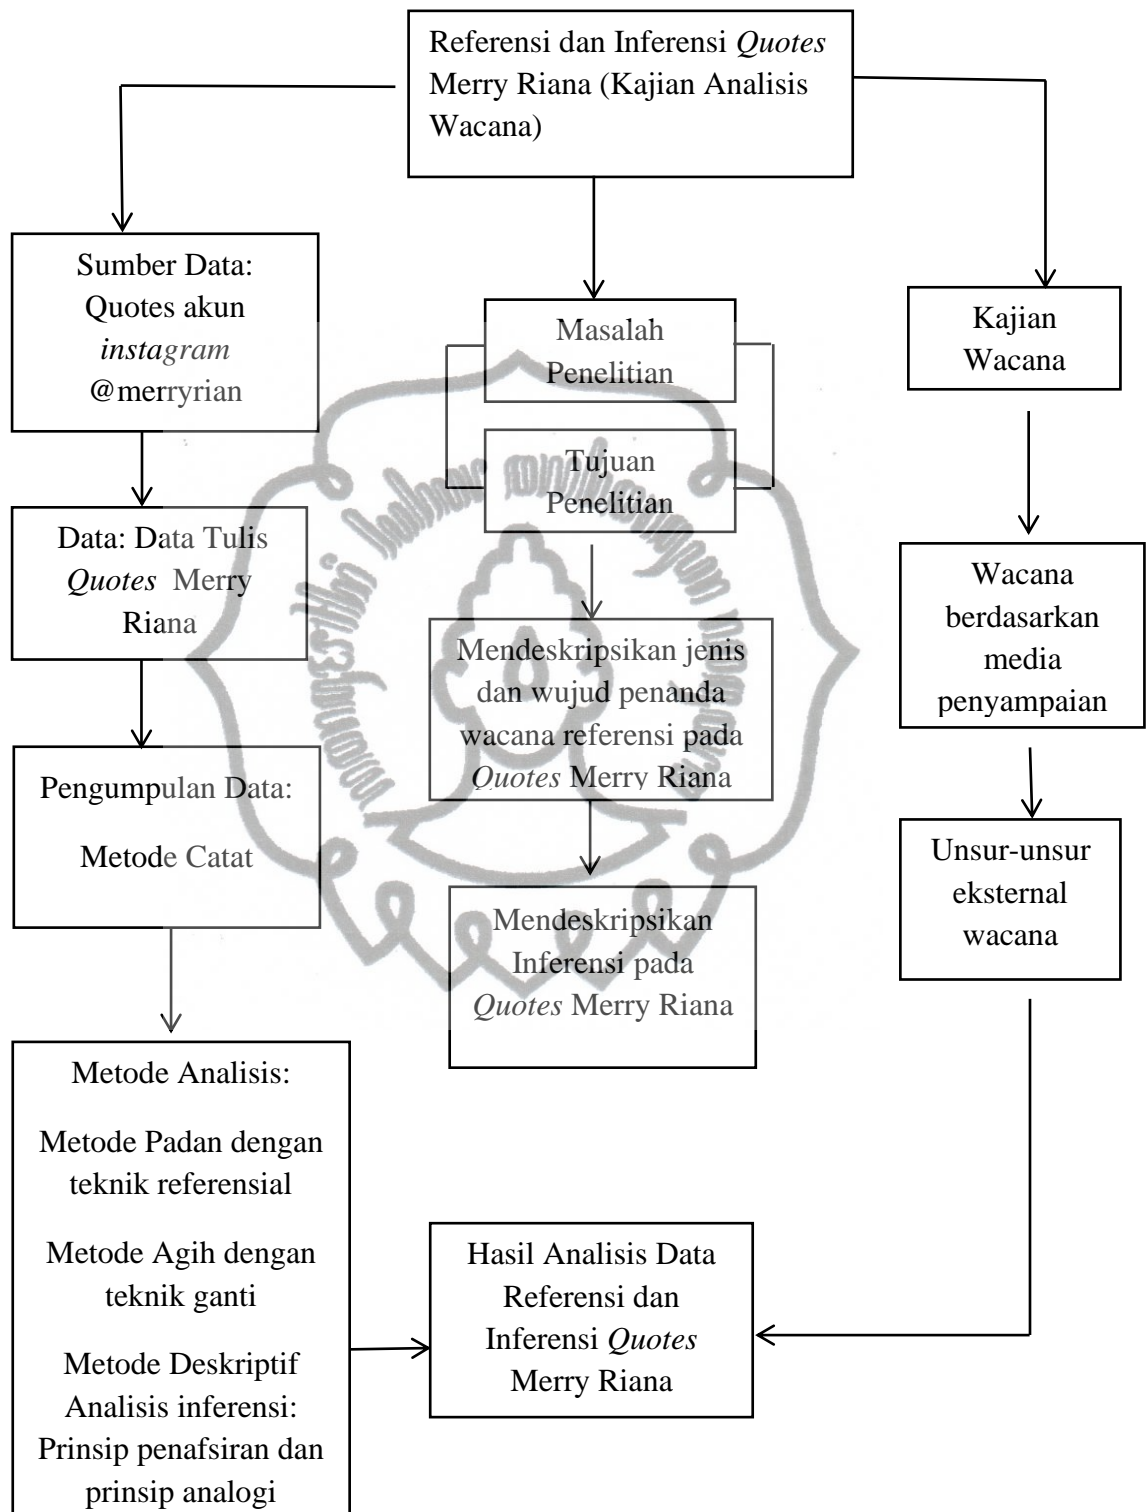 Referensi dan Inferensi Quotes
Merry Riana (Kajian Analisis
Wacana)
Sumber Data:
Quotes akun
instagram
@merryrian
Data: Data Tulis
Quotes Merry
Riana
Pengumpulan Data:
Metode Catat
Metode Analisis:
Metode Padan dengan
teknik referensial
Metode Agih dengan
teknik ganti
Metode Deskriptif
Analisis inferensi:
Prinsip penafsiran dan
prinsip analogi
Masalah
Penelitian
Tujuan
Penelitian
Mendeskripsikan jenis
dan wujud penanda
wacana referensi pada
Quotes Merry Riana
Mendeskripsikan
Inferensi pada
Quotes Merry Riana
Kajian
Wacana
Wacana
berdasarkan
media
penyampaian
Unsur-unsur
eksternal
wacana
Hasil Analisis Data
Referensi dan
Inferensi Quotes
Merry Riana